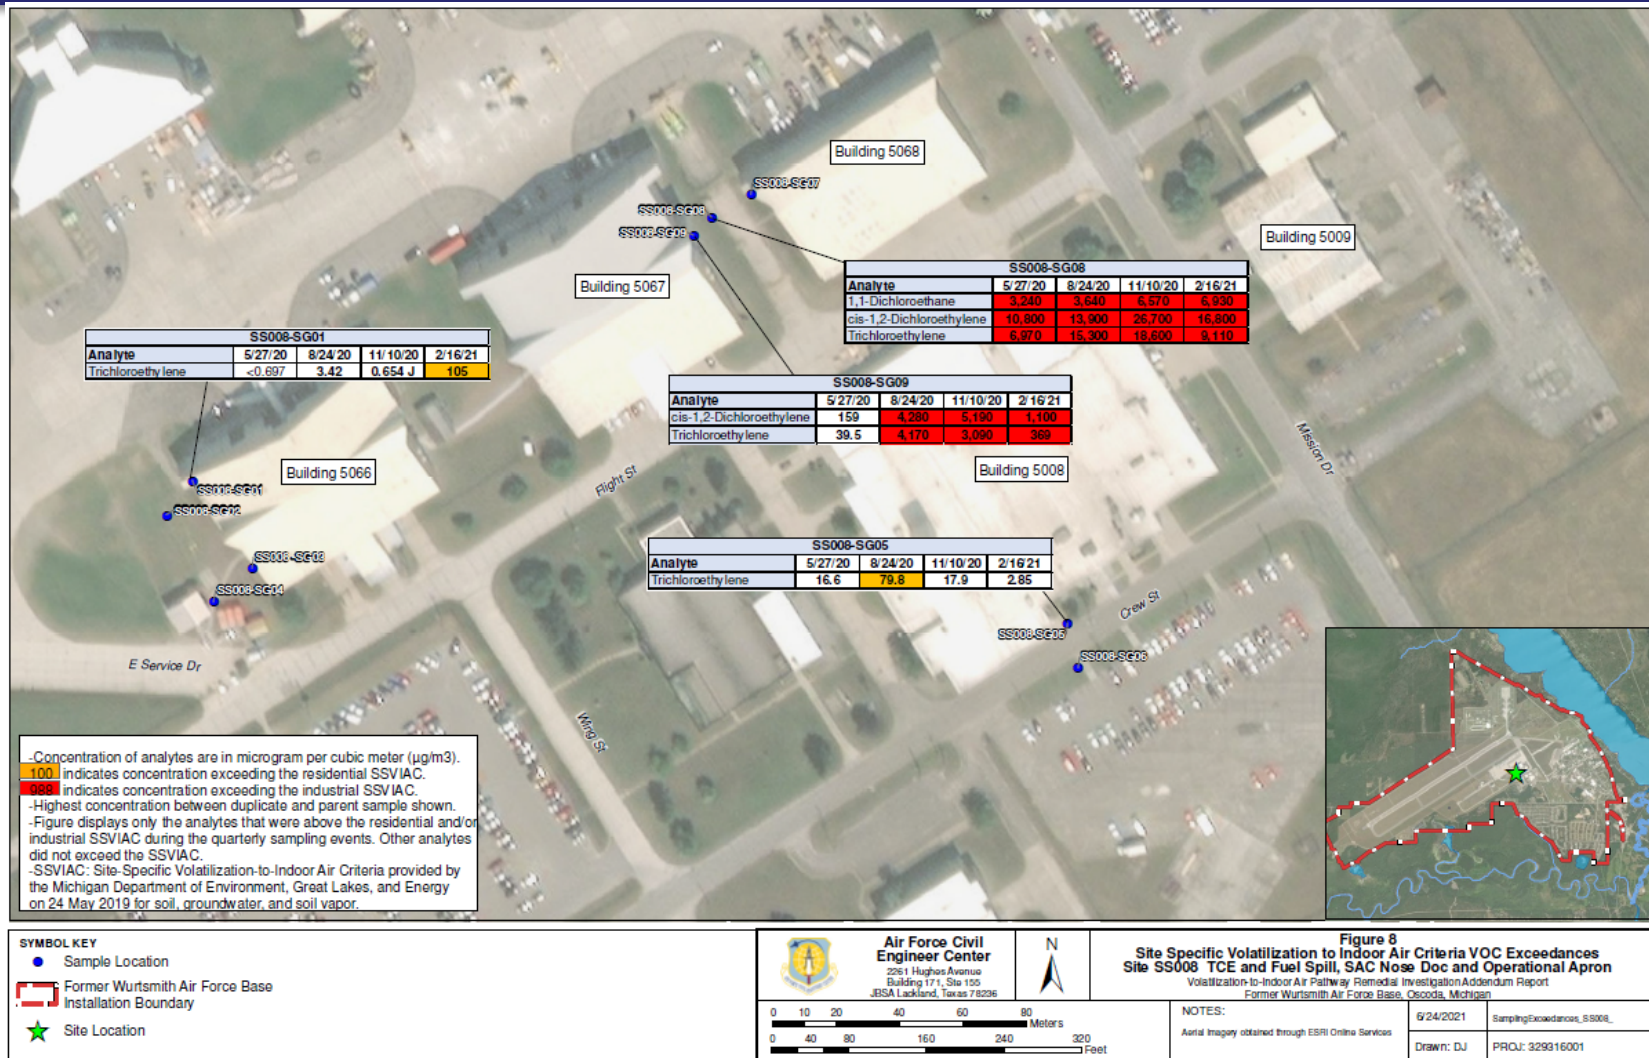 Building 5068
SS008-SG07
SS008-SG08
SS008-SG09
Building 5009
Building 5067
SS008-SG08
Analyte 5/27/20 8/24/20 11/10/20 2/16/21
1,1-Dichloroethane 3,240 3,640 6,570 6,930
cis-1,2-Dichloroethylene 10,800 13,900 26,700 16,800
Trichloroethylene 6,970 15,300 18,600 9,110
SS008-SG01
Analyte 5/27/20 8/24/20 11/10/20 2/16/21
Trichloroethylene <0.697 3.42 0.654 J 105
SS008-SG09
Analyte 5/27/20 8/24/20 11/10/20 2/16/21
cis-1,2-Dichloroethylene 159 4,280 5,190 1,100
Trichloroethylene 39.5 4,170 3,090 369
Building 5066
Building 5008
Flight St
Mission Dr
SS008-SG01
SS008-SG02
SS008-SG03
SS008-SG04
SS008-SG05
Analyte 5/27/20 8/24/20 11/10/20 2/16/21
Trichloroethylene 16.6 79.8 17.9 2.85
Crew St
SS008-SG05
SS008-SG06
E Service Dr
Wing St
-Concentration of analytes are in microgram per cubic meter (µg/m3).
100 indicates concentration exceeding the residential SSVIAC.
988 indicates concentration exceeding the industrial SSVIAC.
-Highest concentration between duplicate and parent sample shown.
-Figure displays only the analytes that were above the residential and/or
industrial SSVIAC during the quarterly sampling events. Other analytes
did not exceed the SSVIAC.
-SSVIAC: Site-Specific Volatilization-to-Indoor Air Criteria provided by
the Michigan Department of Environment, Great Lakes, and Energy
on 24 May 2019 for soil, groundwater, and soil vapor.
SYMBOL KEY
Sample Location
Former Wurtsmith Air Force Base
Installation Boundary
Site Location
Air Force Civil
Engineer Center
2261 Hughes Avenue
Building 171, Ste 155
JBSA Lackland, Texas 78236
N
Figure 8
Site Specific Volatilization to Indoor Air Criteria VOC Exceedances
Site SS008 TCE and Fuel Spill, SAC Nose Doc and Operational Apron
Volatilization-to-Indoor Air Pathway Remedial Investigation Addendum Report
Former Wurtsmith Air Force Base, Oscoda, Michigan
0 10 20 40 60 80
Meters
0 40 80 160 240 320
Feet
NOTES:
Aerial Imagery obtained through ESRI Online Services
6/24/2021
SamplingExceedances_SS008_
Drawn: DJ
PROJ: 329316001